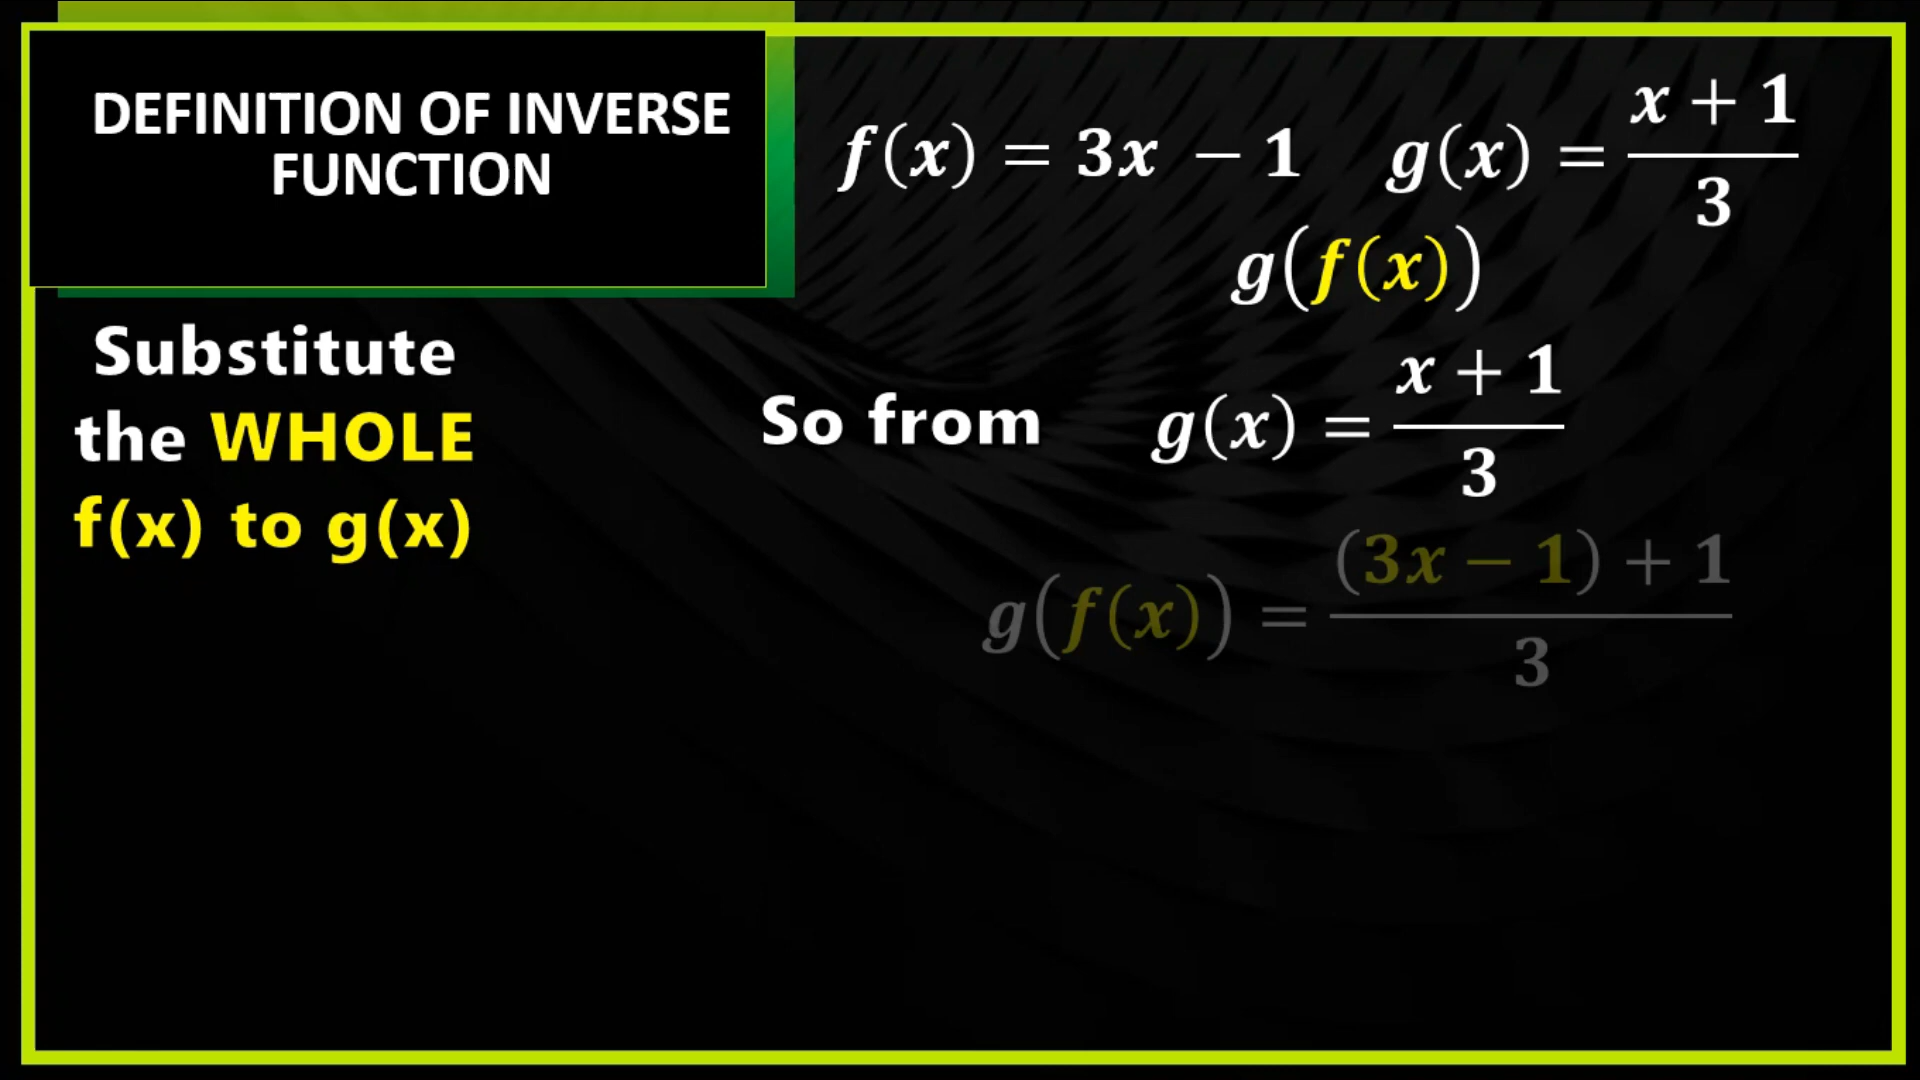 DEFINITION OF INVERSE
FUNCTION
f(x) = 3x − 1 g(x) = (x + 1)/3
g(f(x))
Substitute
the WHOLE
f(x) to g(x)
So from g(x) = (x + 1)/3
g(f(x)) = ((3x − 1) + 1)/3